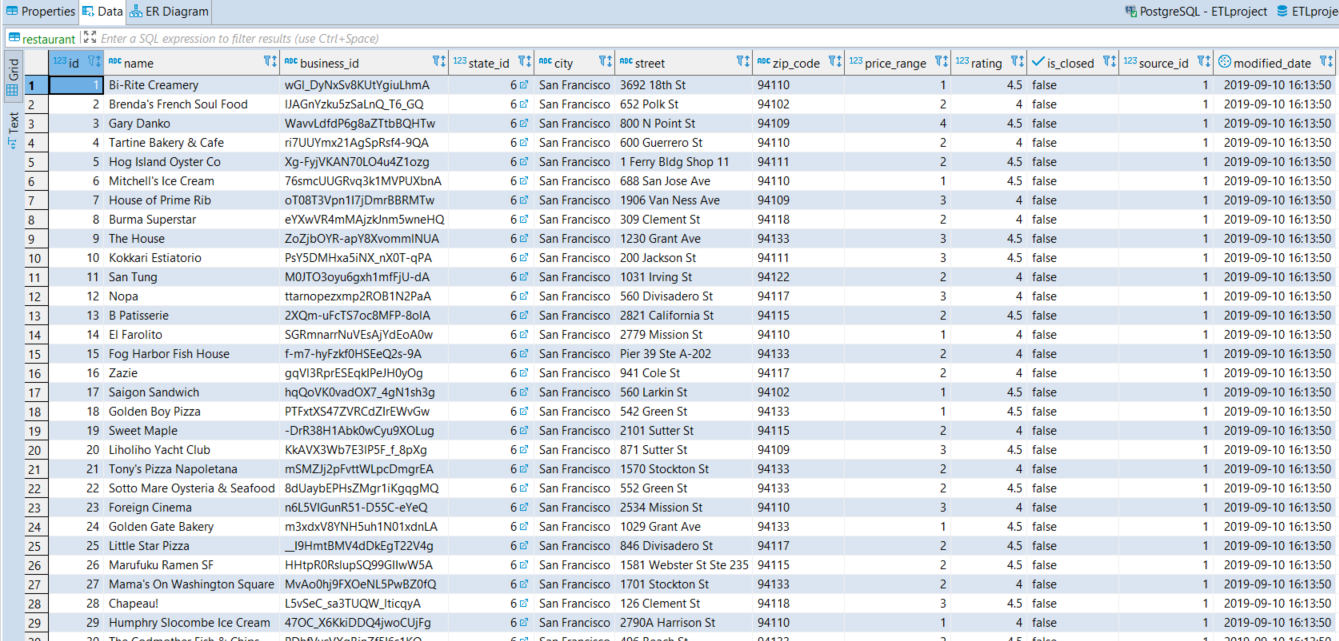 Properties Data ER Diagram PostgreSQL - ETLproject ETLproje
restaurant Enter a SQL expression to filter results (use Ctrl+Space)
Grid
Text
123 id ABC name ABC business_id 123 state_id ABC city ABC street ABC zip_code 123 price_range 123 rating is_closed 123 source_id modified_date
1 1 Bi-Rite Creamery wGl_DyNxSv8KUtYgiuLhmA 6 San Francisco 3692 18th St 94110 1 4.5 false 1 2019-09-10 16:13:50
2 2 Brenda's French Soul Food lJAGnYzku5zSaLnQ_T6_GQ 6 San Francisco 652 Polk St 94102 2 4 false 1 2019-09-10 16:13:50
3 3 Gary Danko WavvLdfdP6g8aZTtbBQHTw 6 San Francisco 800 N Point St 94109 4 4.5 false 1 2019-09-10 16:13:50
4 4 Tartine Bakery & Cafe ri7UUYmx21AgSpRsf4-9QA 6 San Francisco 600 Guerrero St 94110 2 4 false 1 2019-09-10 16:13:50
5 5 Hog Island Oyster Co Xg-FyjVKAN70LO4u4Z1ozg 6 San Francisco 1 Ferry Bldg Shop 11 94111 2 4.5 false 1 2019-09-10 16:13:50
6 6 Mitchell's Ice Cream 76smcUUGRvq3k1MVPUXbnA 6 San Francisco 688 San Jose Ave 94110 1 4.5 false 1 2019-09-10 16:13:50
7 7 House of Prime Rib oT08T3Vpn1I7jDmrBBRMTw 6 San Francisco 1906 Van Ness Ave 94109 3 4 false 1 2019-09-10 16:13:50
8 8 Burma Superstar eYXwVR4mMAjzkJnm5wneHQ 6 San Francisco 309 Clement St 94118 2 4 false 1 2019-09-10 16:13:50
9 9 The House ZoZjbOYR-apY8XvommlNUA 6 San Francisco 1230 Grant Ave 94133 3 4.5 false 1 2019-09-10 16:13:50
10 10 Kokkari Estiatorio PsY5DMHxa5iNX_nX0T-qPA 6 San Francisco 200 Jackson St 94111 3 4.5 false 1 2019-09-10 16:13:50
11 11 San Tung M0JTO3oyu6gxh1mfFjU-dA 6 San Francisco 1031 Irving St 94122 2 4 false 1 2019-09-10 16:13:50
12 12 Nopa ttarnopezxmp2ROB1N2PaA 6 San Francisco 560 Divisadero St 94117 3 4 false 1 2019-09-10 16:13:50
13 13 B Patisserie 2XQm-uFcTS7oc8MFP-8olA 6 San Francisco 2821 California St 94115 2 4.5 false 1 2019-09-10 16:13:50
14 14 El Farolito SGRmnarrNuVEsAjYdEoA0w 6 San Francisco 2779 Mission St 94110 1 4 false 1 2019-09-10 16:13:50
15 15 Fog Harbor Fish House f-m7-hyFzkf0HSEeQ2s-9A 6 San Francisco Pier 39 Ste A-202 94133 2 4 false 1 2019-09-10 16:13:50
16 16 Zazie gqVl3RprESEqkIPeJH0yOg 6 San Francisco 941 Cole St 94117 2 4 false 1 2019-09-10 16:13:50
17 17 Saigon Sandwich hqQoVK0vadOX7_4gN1sh3g 6 San Francisco 560 Larkin St 94102 1 4.5 false 1 2019-09-10 16:13:50
18 18 Golden Boy Pizza PTFxtXS47ZVRCdZIrEWvGw 6 San Francisco 542 Green St 94133 1 4.5 false 1 2019-09-10 16:13:50
19 19 Sweet Maple -DrR38H1Abk0wCyu9XOLug 6 San Francisco 2101 Sutter St 94115 2 4 false 1 2019-09-10 16:13:50
20 20 Liholiho Yacht Club KkAVX3Wb7E3IP5F_f_8pXg 6 San Francisco 871 Sutter St 94109 3 4.5 false 1 2019-09-10 16:13:50
21 21 Tony's Pizza Napoletana mSMZJj2pFvttWLpcDmgrEA 6 San Francisco 1570 Stockton St 94133 2 4 false 1 2019-09-10 16:13:50
22 22 Sotto Mare Oysteria & Seafood 8dUaybEPHsZMgr1iKgqgMQ 6 San Francisco 552 Green St 94133 2 4.5 false 1 2019-09-10 16:13:50
23 23 Foreign Cinema n6L5VIGunR51-D55C-eYeQ 6 San Francisco 2534 Mission St 94110 3 4 false 1 2019-09-10 16:13:50
24 24 Golden Gate Bakery m3xdxV8YNH5uh1N01xdnLA 6 San Francisco 1029 Grant Ave 94133 1 4.5 false 1 2019-09-10 16:13:50
25 25 Little Star Pizza __I9HmtBMV4dDkEgT22V4g 6 San Francisco 846 Divisadero St 94117 2 4.5 false 1 2019-09-10 16:13:50
26 26 Marufuku Ramen SF HHtpR0RslupSQ99GIIwW5A 6 San Francisco 1581 Webster St Ste 235 94115 2 4.5 false 1 2019-09-10 16:13:50
27 27 Mama's On Washington Square MvAo0hj9FXOeNL5PwBZ0fQ 6 San Francisco 1701 Stockton St 94133 2 4 false 1 2019-09-10 16:13:50
28 28 Chapeau! L5vSeC_sa3TUQW_lticqyA 6 San Francisco 126 Clement St 94118 3 4.5 false 1 2019-09-10 16:13:50
29 29 Humphry Slocombe Ice Cream 47OC_X6KkiDDQ4jwoCUjFg 6 San Francisco 2790A Harrison St 94110 1 4 false 1 2019-09-10 16:13:50